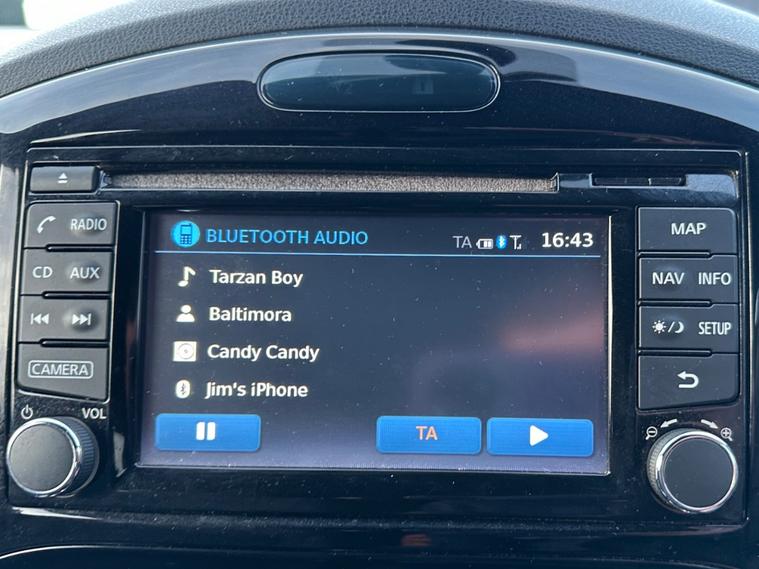 RADIO
CD AUX
CAMERA
VOL
BLUETOOTH AUDIO TA 16:43
Tarzan Boy
Baltimora
Candy Candy
Jim's iPhone
TA
MAP
NAV INFO
SETUP